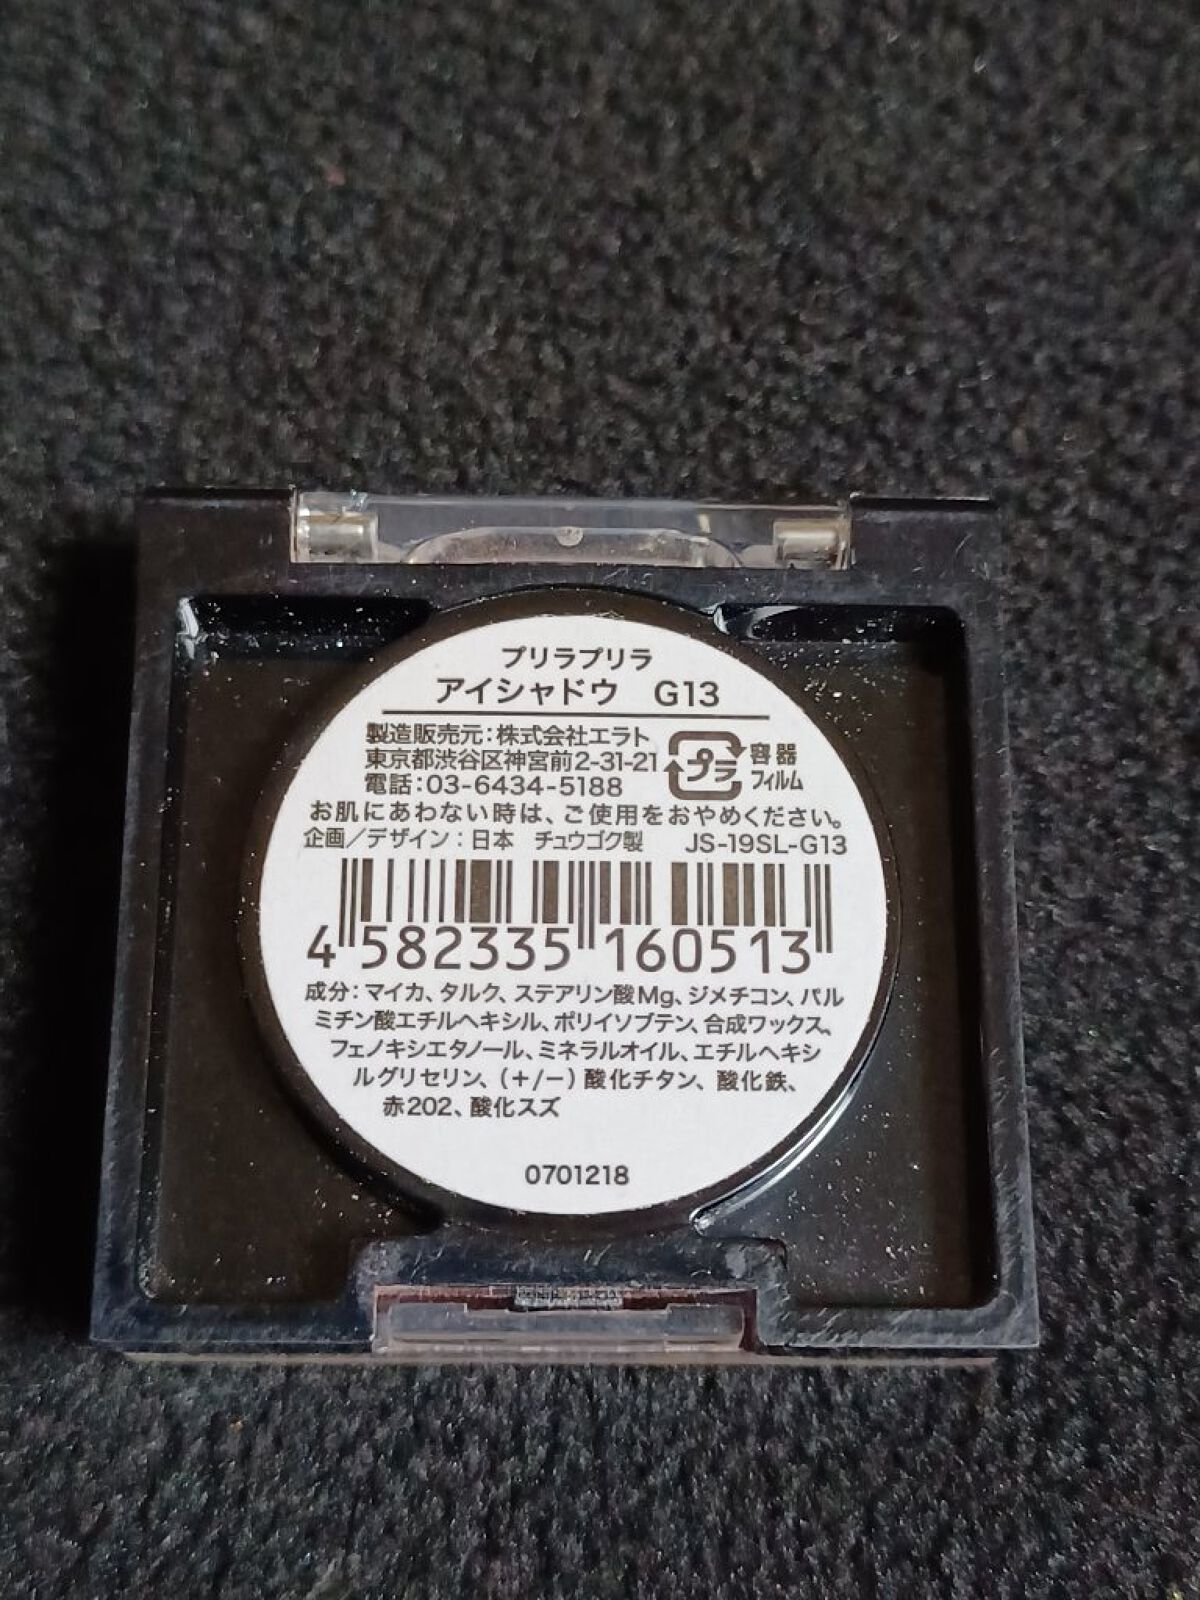 プリラプリラ
アイシャドウ G13
製造販売元:株式会社エラト
東京都渋谷区神宮前2-31-21
電話:03-6434-5188
プラ
容器
フィルム
お肌にあわない時は、ご使用をおやめください。
企画/デザイン:日本 チュウゴク製 JS-19SL-G13
4 582335 160513
成分:マイカ、タルク、ステアリン酸Mg、ジメチコン、パル
ミチン酸エチルヘキシル、ポリイソブテン、合成ワックス、
フェノキシエタノール、ミネラルオイル、エチルヘキシ
ルグリセリン、(+/−)酸化チタン、酸化鉄、
赤202、酸化スズ
0701218